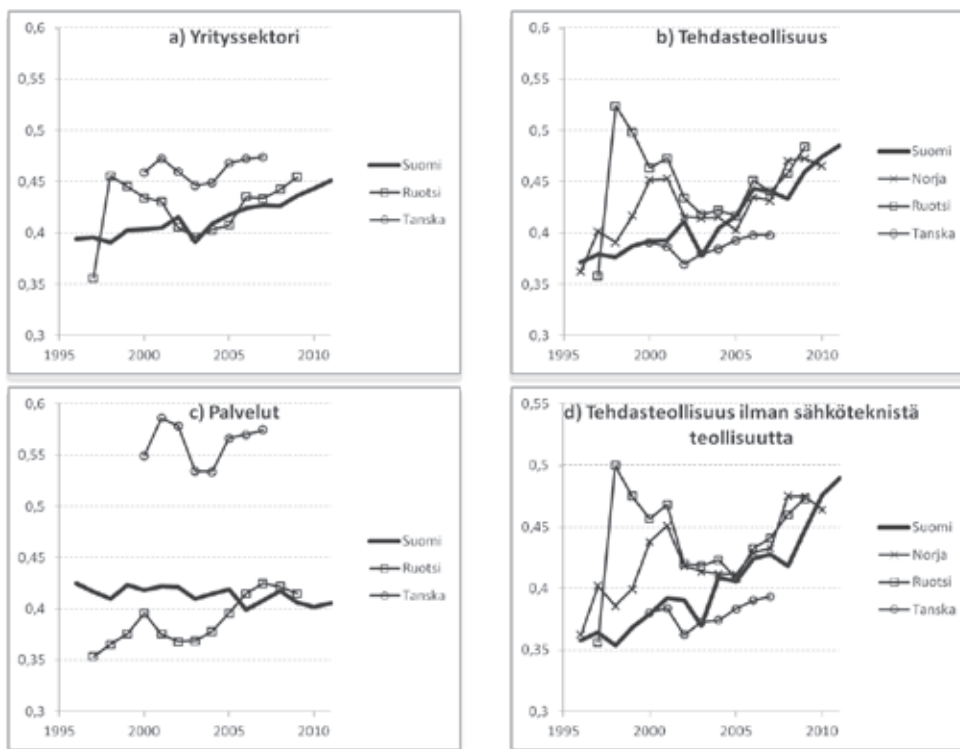 a) Yrityssektori
0,6
0,55
0,5
0,45
0,4
0,35
0,3
1995 2000 2005 2010
Suomi
Ruotsi
Tanska
b) Tehdasteollisuus
0,6
0,55
0,5
0,45
0,4
0,35
0,3
1995 2000 2005 2010
Suomi
Norja
Ruotsi
Tanska
c) Palvelut
0,6
0,55
0,5
0,45
0,4
0,35
0,3
1995 2000 2005 2010
Suomi
Ruotsi
Tanska
d) Tehdasteollisuus ilman sähköteknistä
teollisuutta
0,55
0,5
0,45
0,4
0,35
0,3
1995 2000 2005 2010
Suomi
Norja
Ruotsi
Tanska